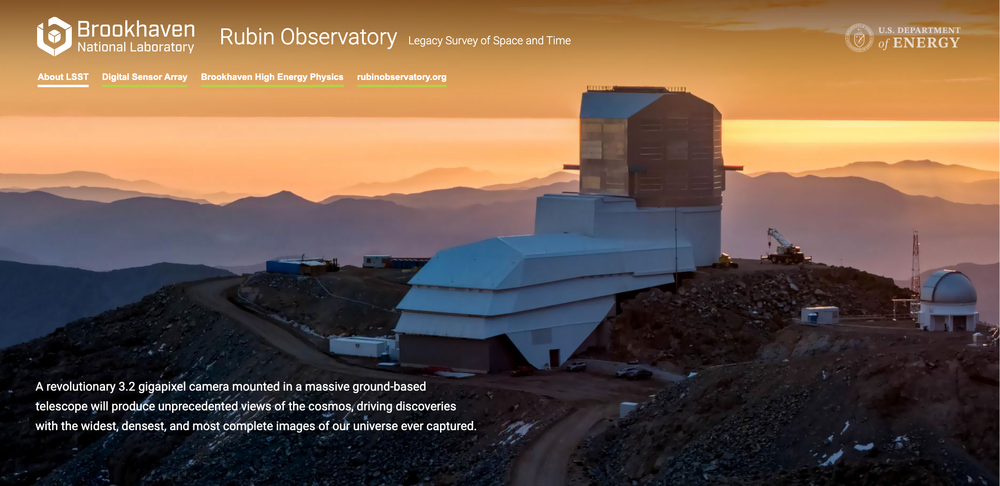 Brookhaven
National Laboratory
Rubin Observatory Legacy Survey of Space and Time
U.S. DEPARTMENT
of ENERGY
About LSST Digital Sensor Array Brookhaven High Energy Physics rubinobservatory.org
A revolutionary 3.2 gigapixel camera mounted in a massive ground-based
telescope will produce unprecedented views of the cosmos, driving discoveries
with the widest, densest, and most complete images of our universe ever captured.